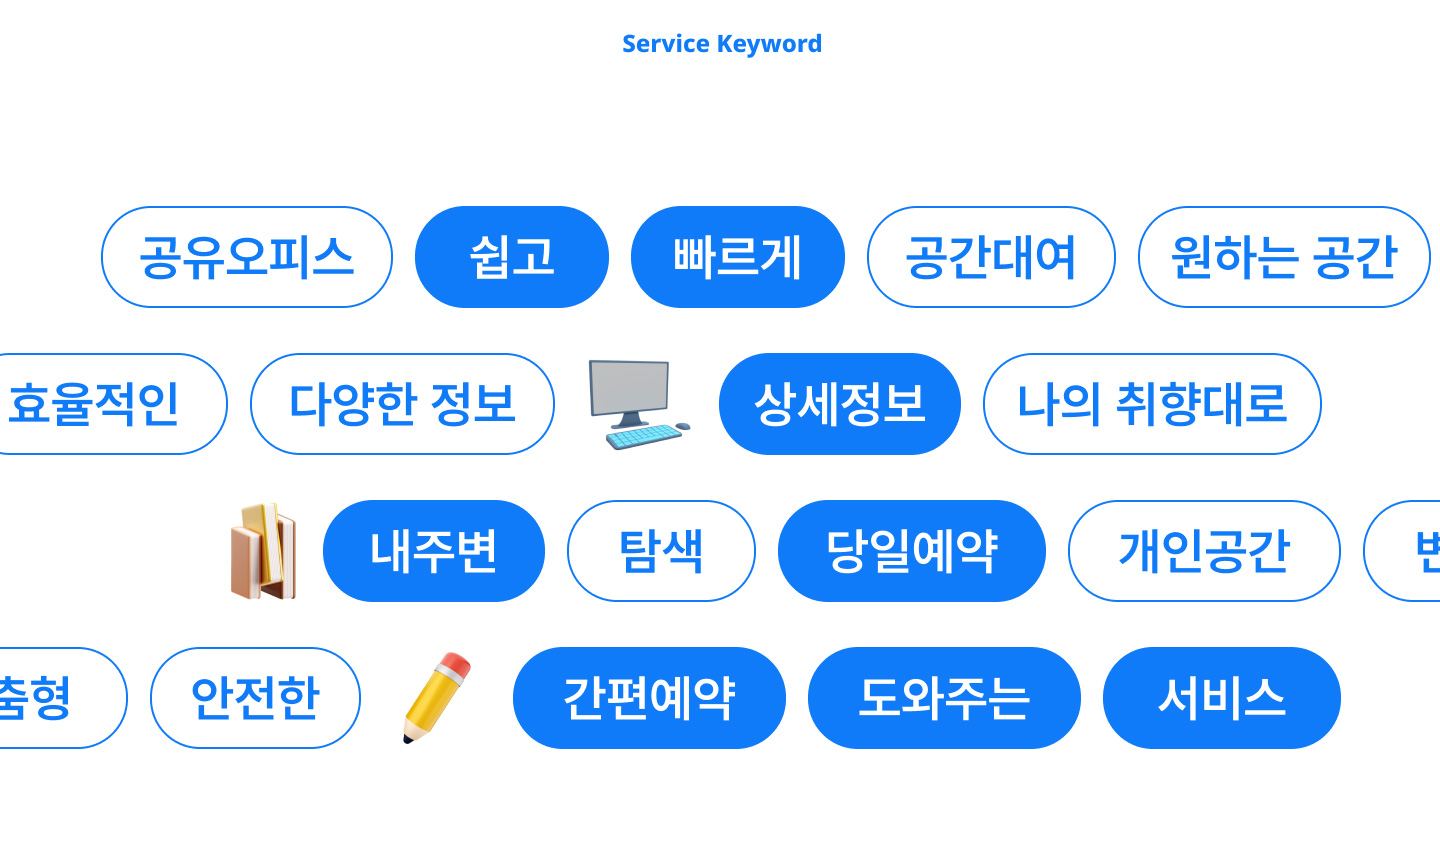 Service Keyword
공유오피스 쉽고 빠르게 공간대여 원하는 공간
효율적인 다양한 정보 상세정보 나의 취향대로
내주변 탐색 당일예약 개인공간
춤형 안전한 간편예약 도와주는 서비스